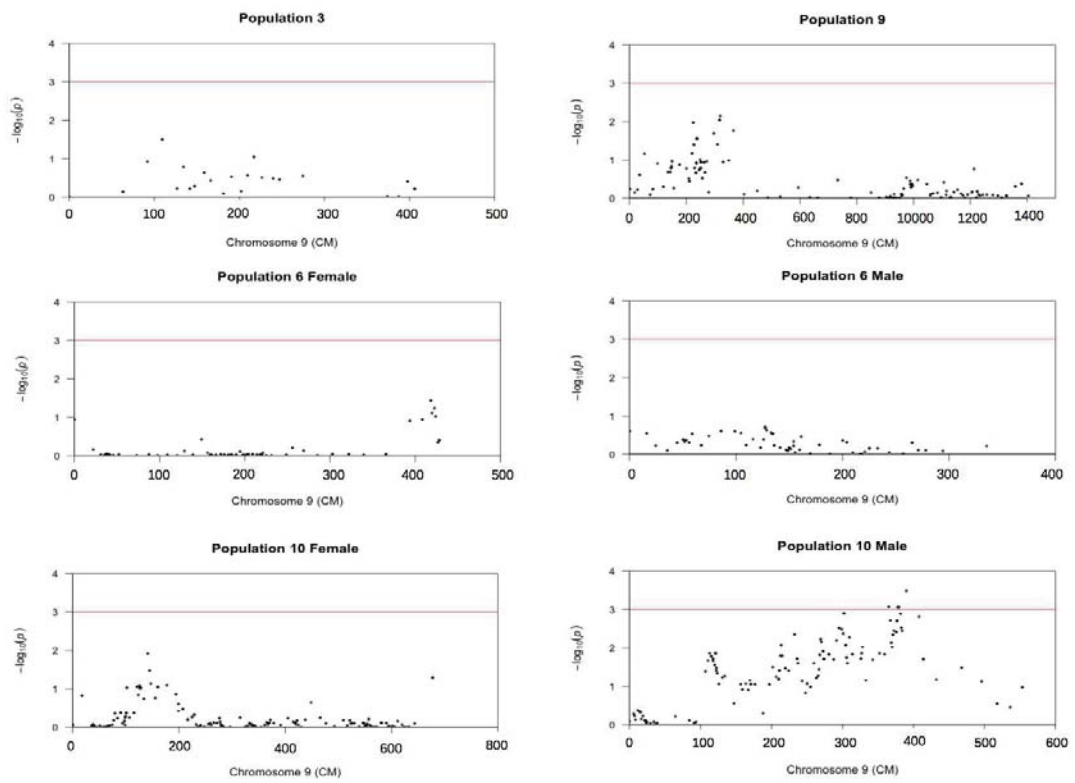 Population 3
4
3
2
1
0
−log10(p)
0 100 200 300 400 500
Chromosome 9 (CM)
Population 9
4
3
2
1
0
−log10(p)
0 200 400 600 800 10000 1200 1400
Chromosome 9 (CM)
Population 6 Female
4
3
2
1
0
−log10(p)
0 100 200 300 400 500
Chromosome 9 (CM)
Population 6 Male
4
3
2
1
0
−log10(p)
0 100 200 300 400
Chromosome 9 (CM)
Population 10 Female
4
3
2
1
0
−log10(p)
0 200 400 600 800
Chromosome 9 (CM)
Population 10 Male
4
3
2
1
0
−log10(p)
0 100 200 300 400 500 600
Chromosome 9 (CM)